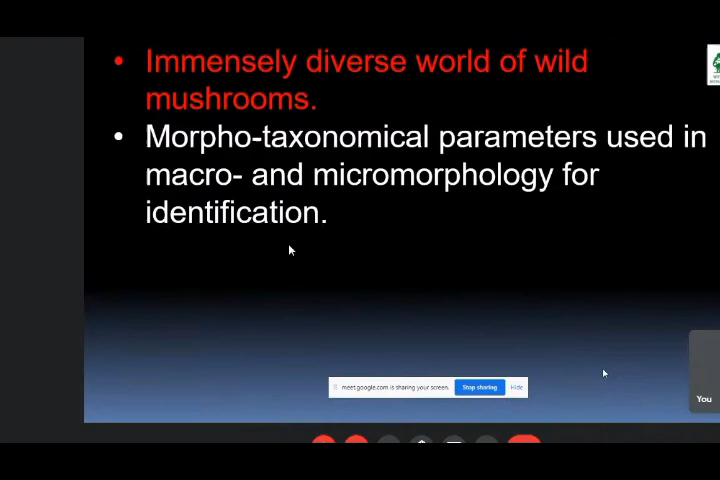 • Immensely diverse world of wild
mushrooms.
• Morpho-taxonomical parameters used in
macro- and micromorphology for
identification.
meet.google.com is sharing your screen. Stop sharing Hide
You